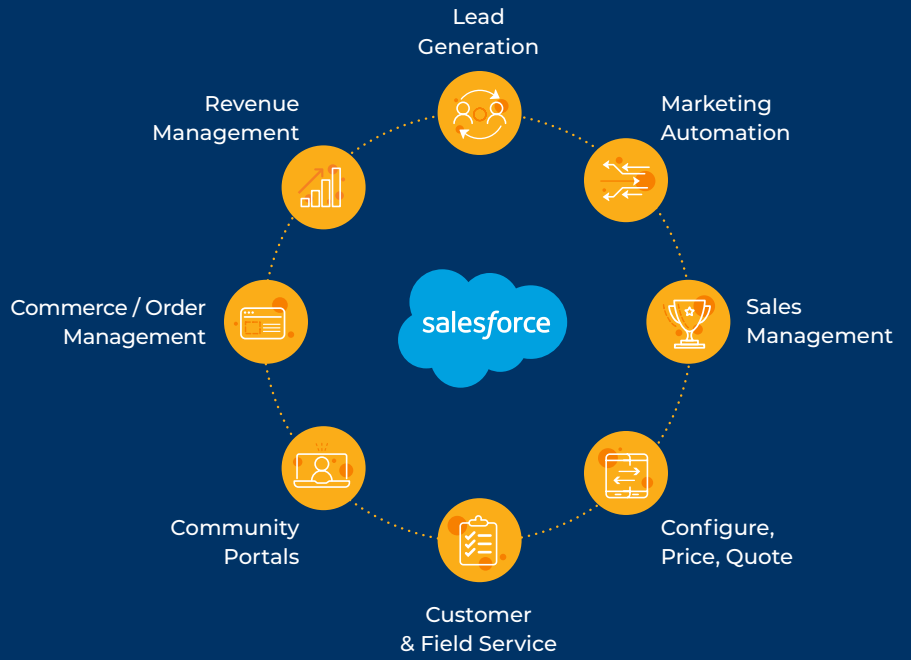 Lead
Generation
Marketing
Automation
Sales
Management
Configure,
Price, Quote
Customer
& Field Service
Community
Portals
Commerce / Order
Management
Revenue
Management
salesforce